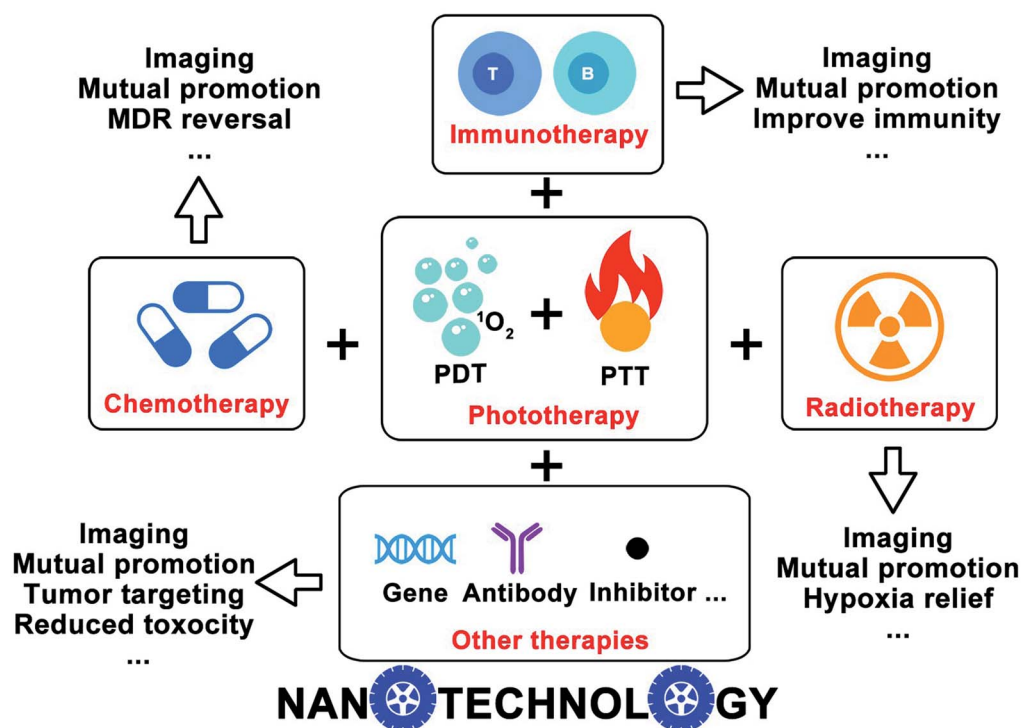 Imaging
Mutual promotion
MDR reversal
...
T
B
Immunotherapy
Imaging
Mutual promotion
Improve immunity
...
+
Chemotherapy
+
¹O₂
+
PDT
PTT
Phototherapy
+
Radiotherapy
+
Imaging
Mutual promotion
Tumor targeting
Reduced toxocity
...
Gene Antibody Inhibitor ...
Other therapies
Imaging
Mutual promotion
Hypoxia relief
...
NANOTECHNOLOGY